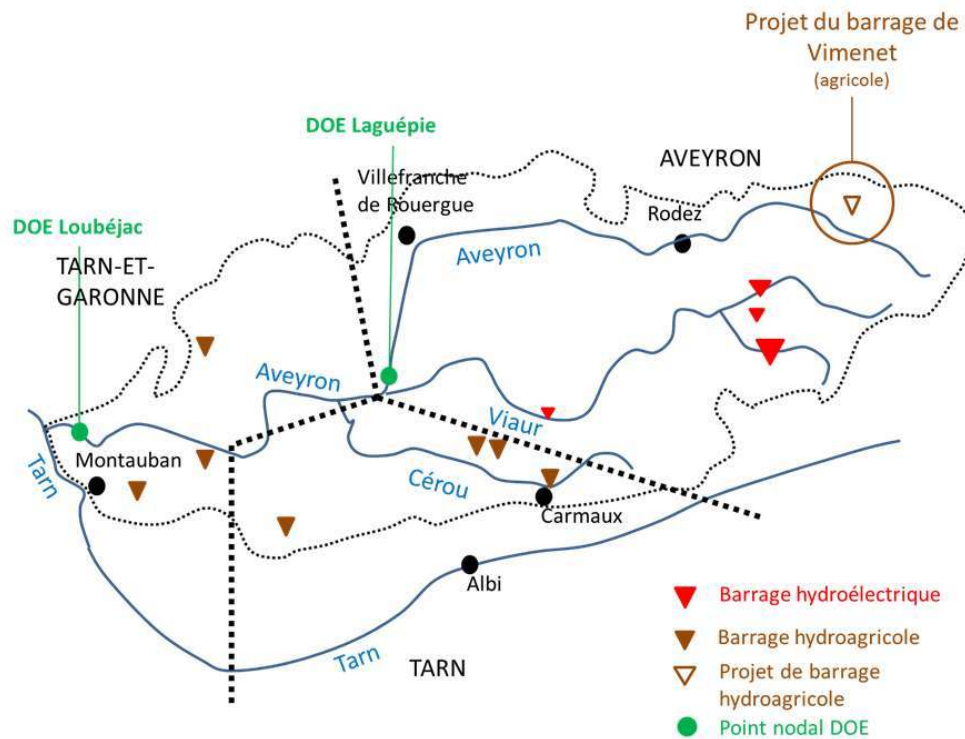 Projet du barrage de
Vimenet
(agricole)
DOE Laguépie
AVEYRON
Villefranche
de Rouergue
Rodez
DOE Loubéjac
TARN-ET-
GARONNE
Aveyron
Aveyron
Viaur
Montauban
Tarn
Cérou
Carmaux
Albi
Tarn
TARN
Barrage hydroélectrique
Barrage hydroagricole
Projet de barrage
hydroagricole
Point nodal DOE